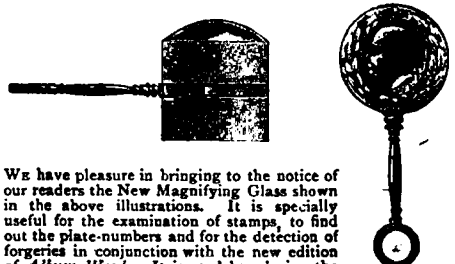 WE have pleasure in bringing to the notice of
our readers the New Magnifying Glass shown
in the above illustrations. It is specially
useful for the examination of stamps, to find
out the plate-numbers and for the detection of
forgeries in conjunction with the new edition
of